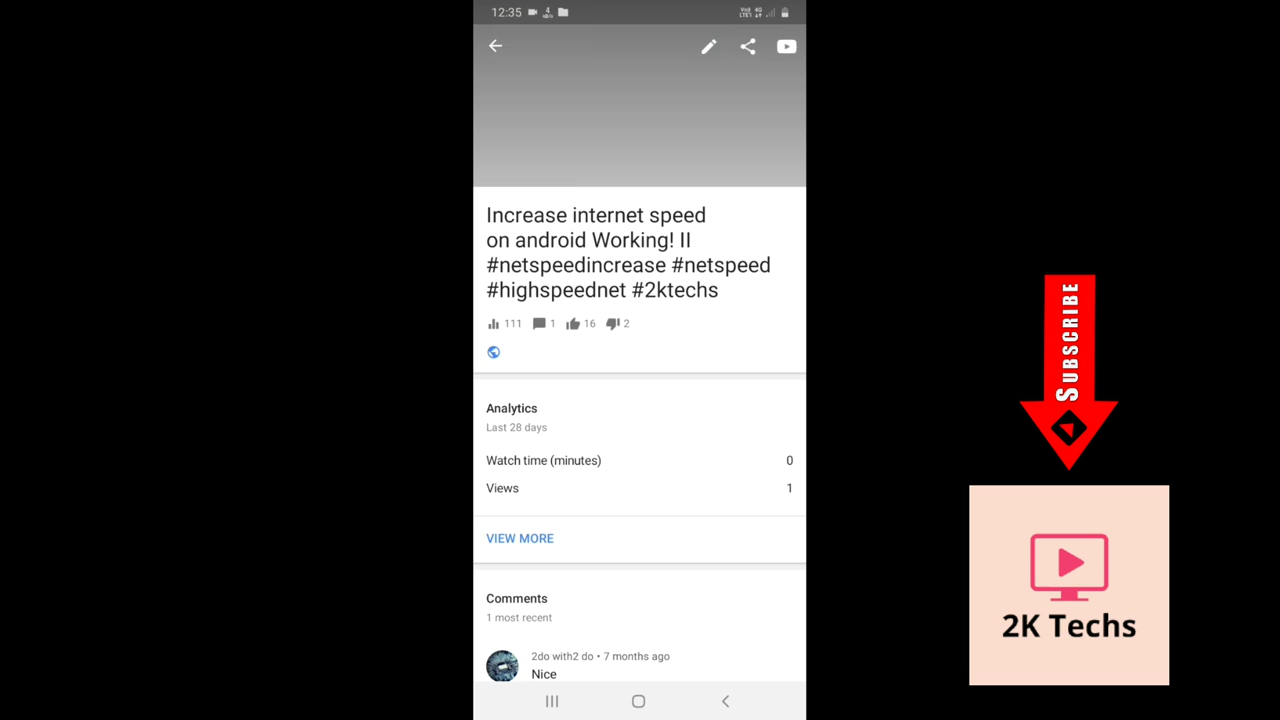 12:35
Increase internet speed
on android Working! II
#netspeedincrease #netspeed
#highspeednet #2ktechs
111 1 16 2
Analytics
Last 28 days
Watch time (minutes) 0
Views 1
VIEW MORE
Comments
1 most recent
2do with2 do • 7 months ago
Nice
SUBSCRIBE
2K Techs